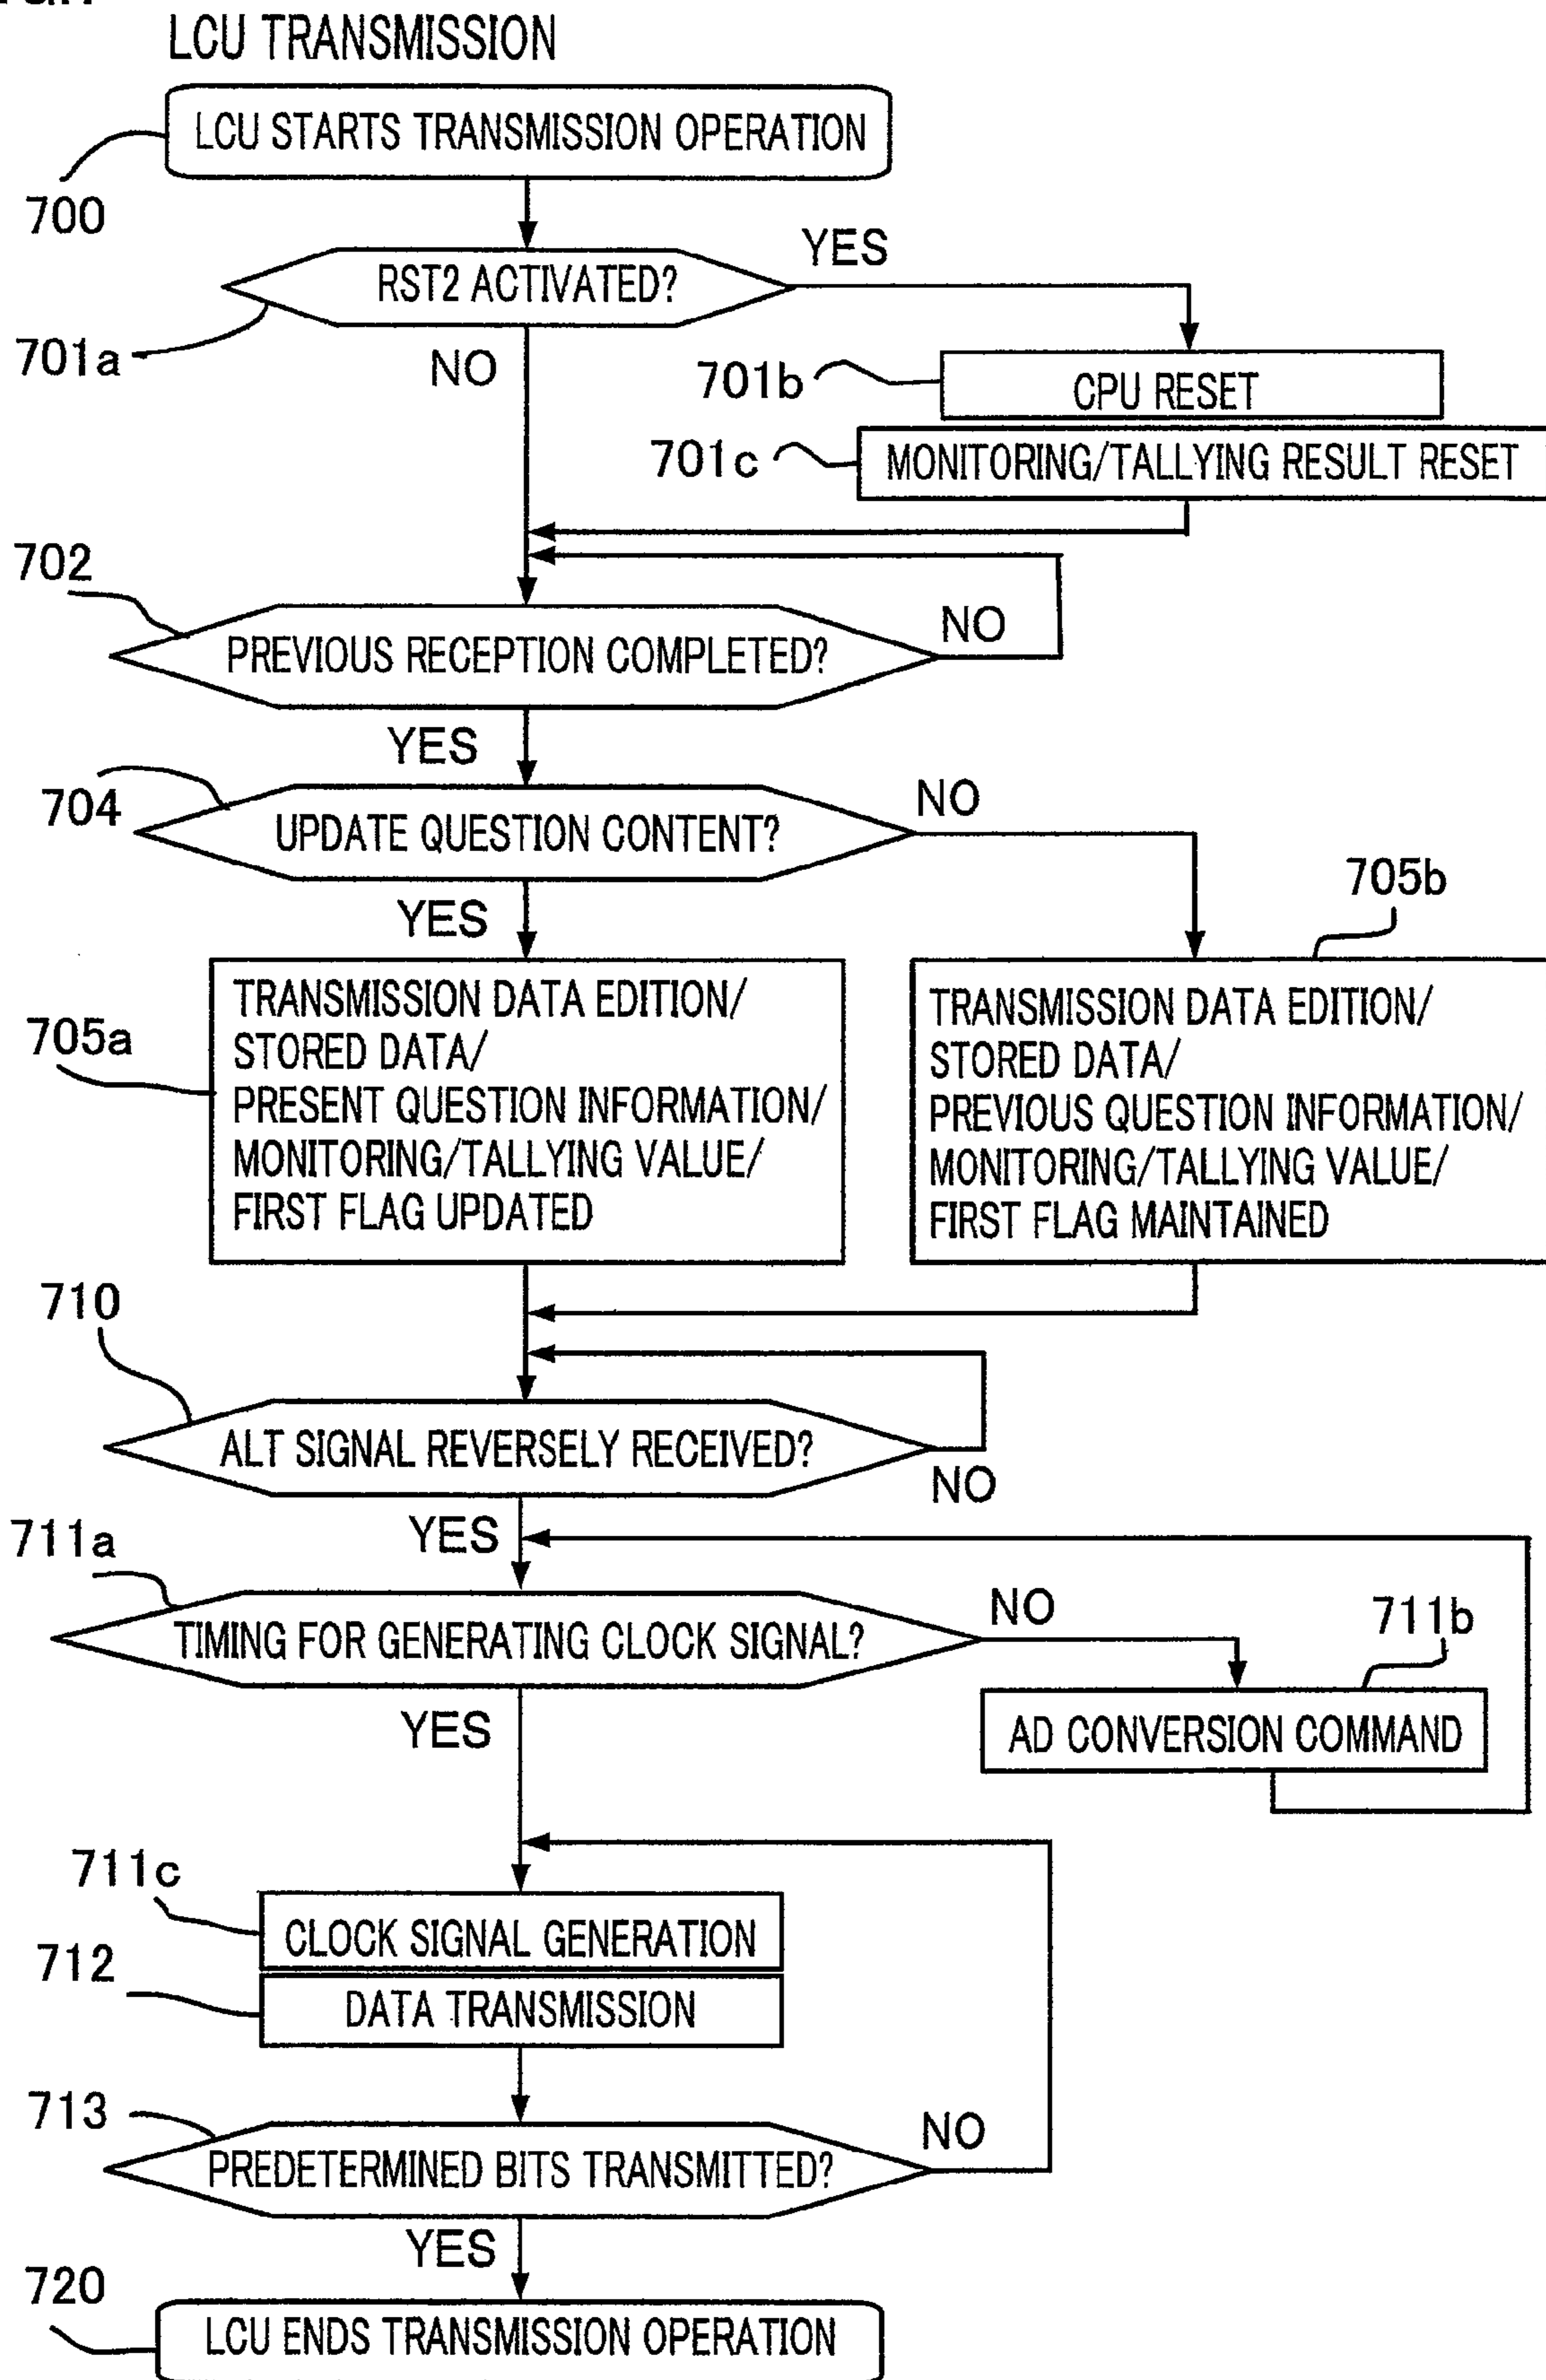 LCU TRANSMISSION
LCU STARTS TRANSMISSION OPERATION
700
RST2 ACTIVATED?
YES
701a
NO
701b
CPU RESET
701c
MONITORING/TALLYING RESULT RESET
702
PREVIOUS RECEPTION COMPLETED?
NO
YES
704
UPDATE QUESTION CONTENT?
NO
YES
705b
705a
TRANSMISSION DATA EDITION/
STORED DATA/
PRESENT QUESTION INFORMATION/
MONITORING/TALLYING VALUE/
FIRST FLAG UPDATED
TRANSMISSION DATA EDITION/
STORED DATA/
PREVIOUS QUESTION INFORMATION/
MONITORING/TALLYING VALUE/
FIRST FLAG MAINTAINED
710
ALT SIGNAL REVERSELY RECEIVED?
NO
YES
711a
TIMING FOR GENERATING CLOCK SIGNAL?
NO
711b
YES
AD CONVERSION COMMAND
711c
CLOCK SIGNAL GENERATION
712
DATA TRANSMISSION
713
PREDETERMINED BITS TRANSMITTED?
NO
YES
720
LCU ENDS TRANSMISSION OPERATION